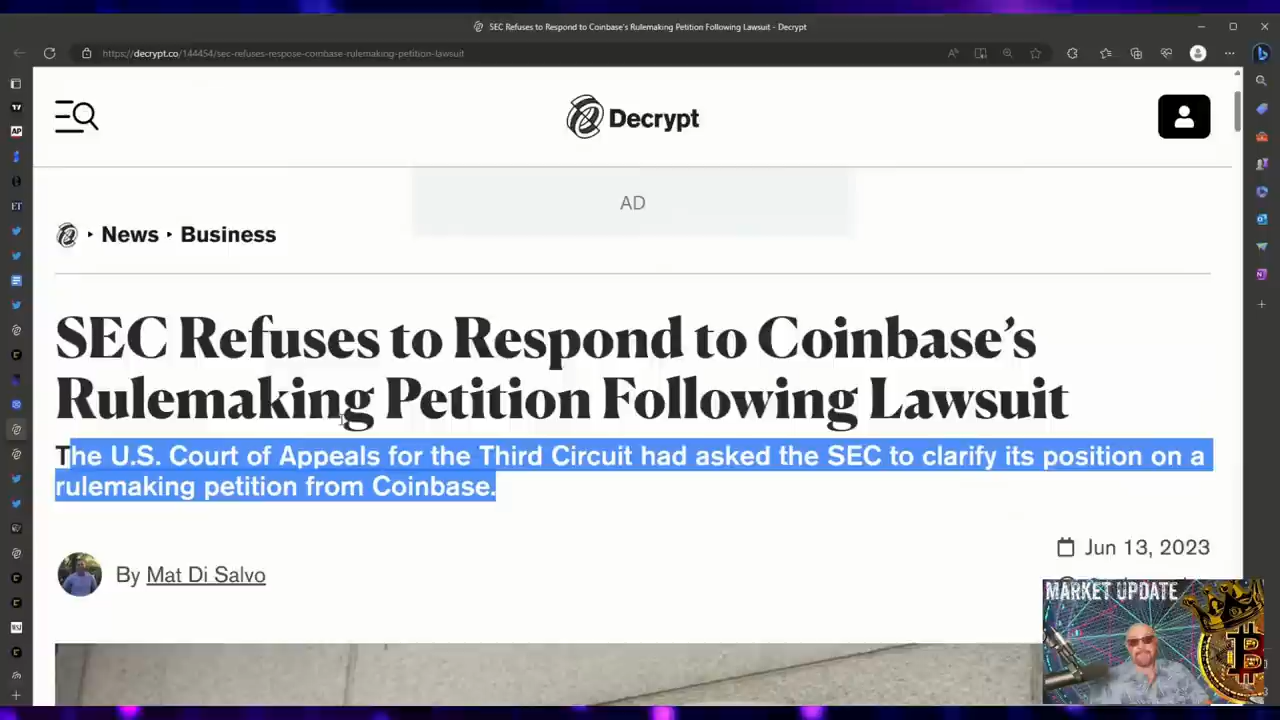 SEC Refuses to Respond to Coinbase's Rulemaking Petition Following Lawsuit - Decrypt
https://decrypt.co/144454/sec-refuses-respose-coinbase-rulemaking-petition-lawsuit
Decrypt
AD
News ‣ Business
SEC Refuses to Respond to Coinbase’s
Rulemaking Petition Following Lawsuit
The U.S. Court of Appeals for the Third Circuit had asked the SEC to clarify its position on a
rulemaking petition from Coinbase.
Jun 13, 2023
By Mat Di Salvo
MARKET UPDATE